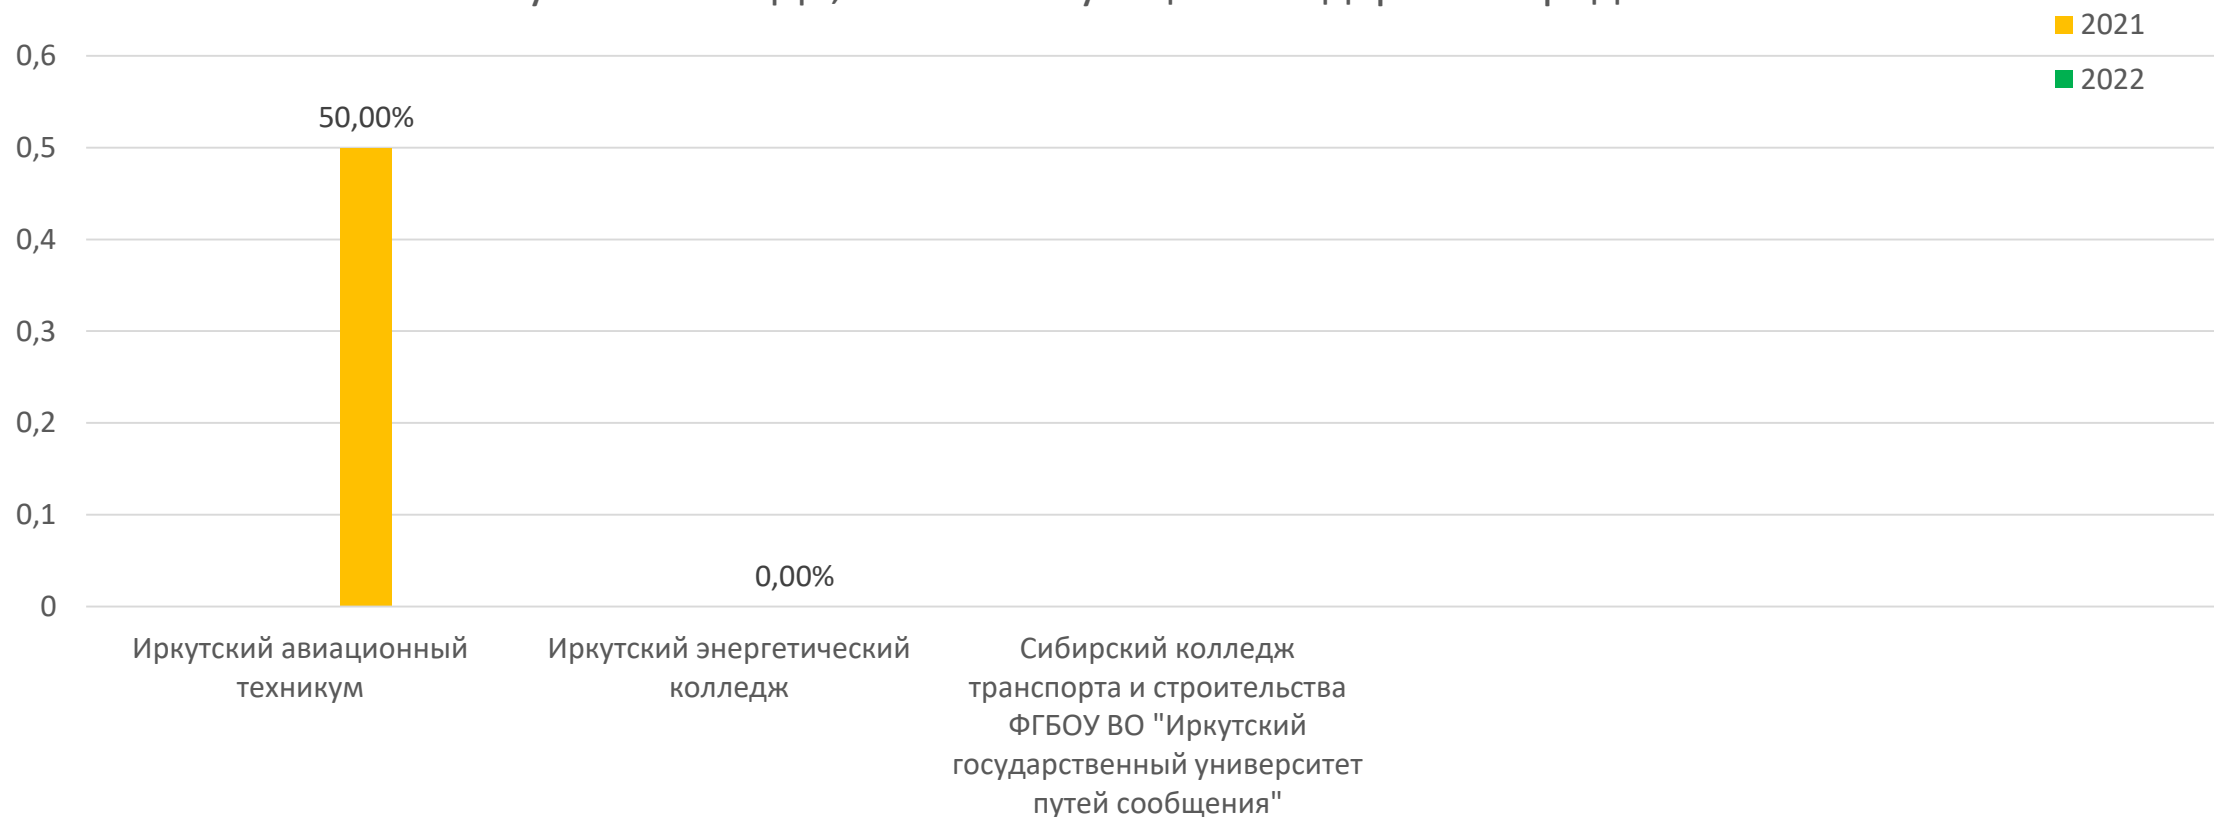 2021
2022
0,6
0,5
0,4
0,3
0,2
0,1
0
50,00%
0,00%
Иркутский авиационный
техникум
Иркутский энергетический
колледж
Сибирский колледж
транспорта и строительства
ФГБОУ ВО "Иркутский
государственный университет
путей сообщения"